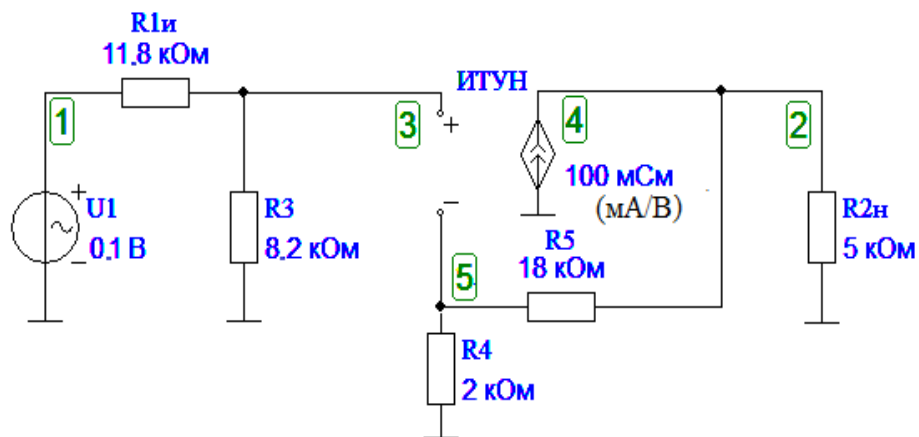 R1и
11.8 кОм
ИТУН
1
3
+
4
2
+
U1
0.1 В
−
R3
8.2 кОм
−
100 мСм
(мА/В)
R2н
5 кОм
R5
18 кОм
5
R4
2 кОм